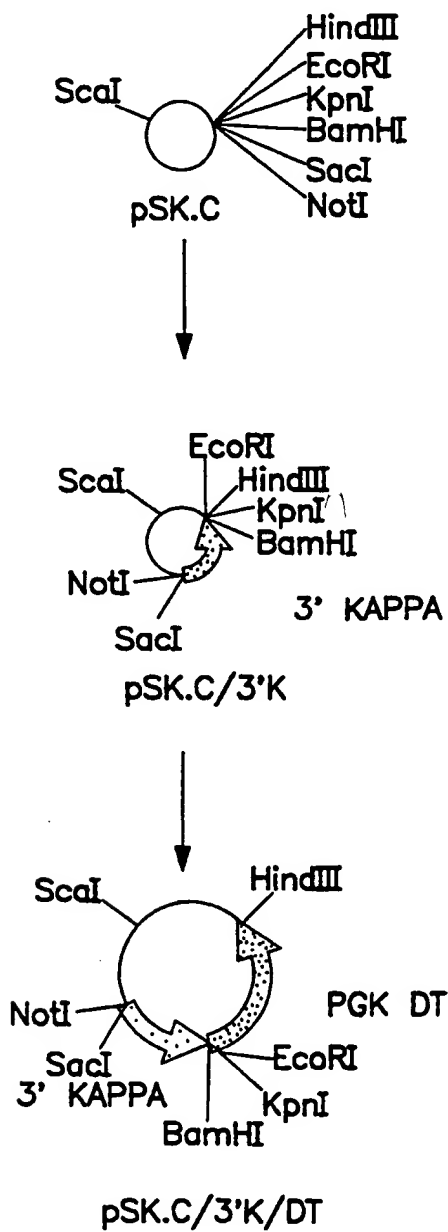 HindIII
EcoRI
ScaI
KpnI
BamHI
SacI
NotI
pSK.C
EcoRI
ScaI
HindIII
KpnI
BamHI
NotI
3' KAPPA
SacI
pSK.C/3'K
ScaI
HindIII
NotI
PGK DT
SacI
EcoRI
3' KAPPA
KpnI
BamHI
pSK.C/3'K/DT